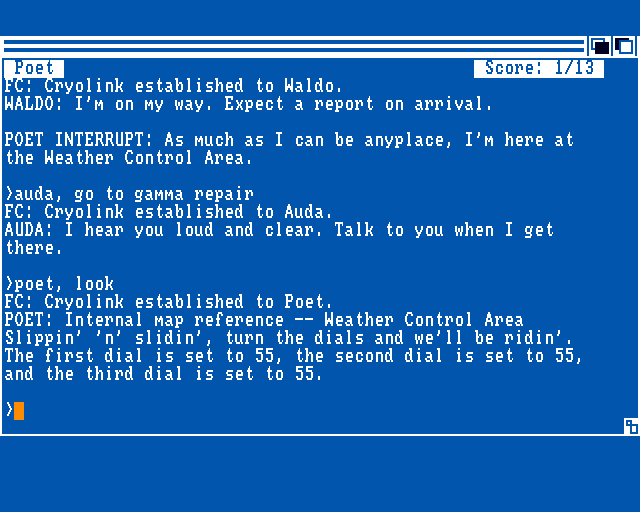 Poet Score: 1/13
FC: Cryolink established to Waldo.
WALDO: I'm on my way. Expect a report on arrival.
POET INTERRUPT: As much as I can be anyplace, I'm here at
the Weather Control Area.
>auda, go to gamma repair
FC: Cryolink established to Auda.
AUDA: I hear you loud and clear. Talk to you when I get
there.
>poet, look
FC: Cryolink established to Poet.
POET: Internal map reference -- Weather Control Area
Slippin' 'n' slidin', turn the dials and we'll be ridin'.
The first dial is set to 55, the second dial is set to 55,
and the third dial is set to 55.
>